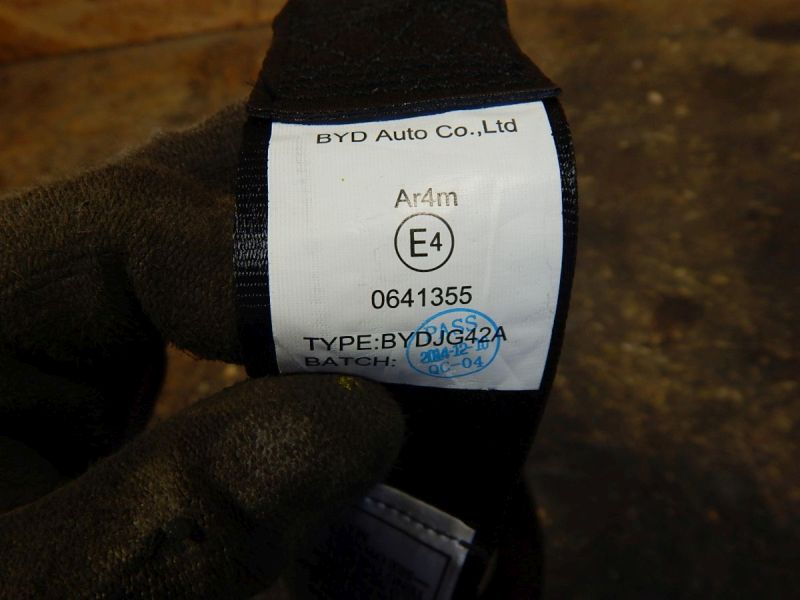 BYD Auto Co.,Ltd
Ar4m
E4
0641355
TYPE:BYDJG42A
BATCH:
PASS
QC-04